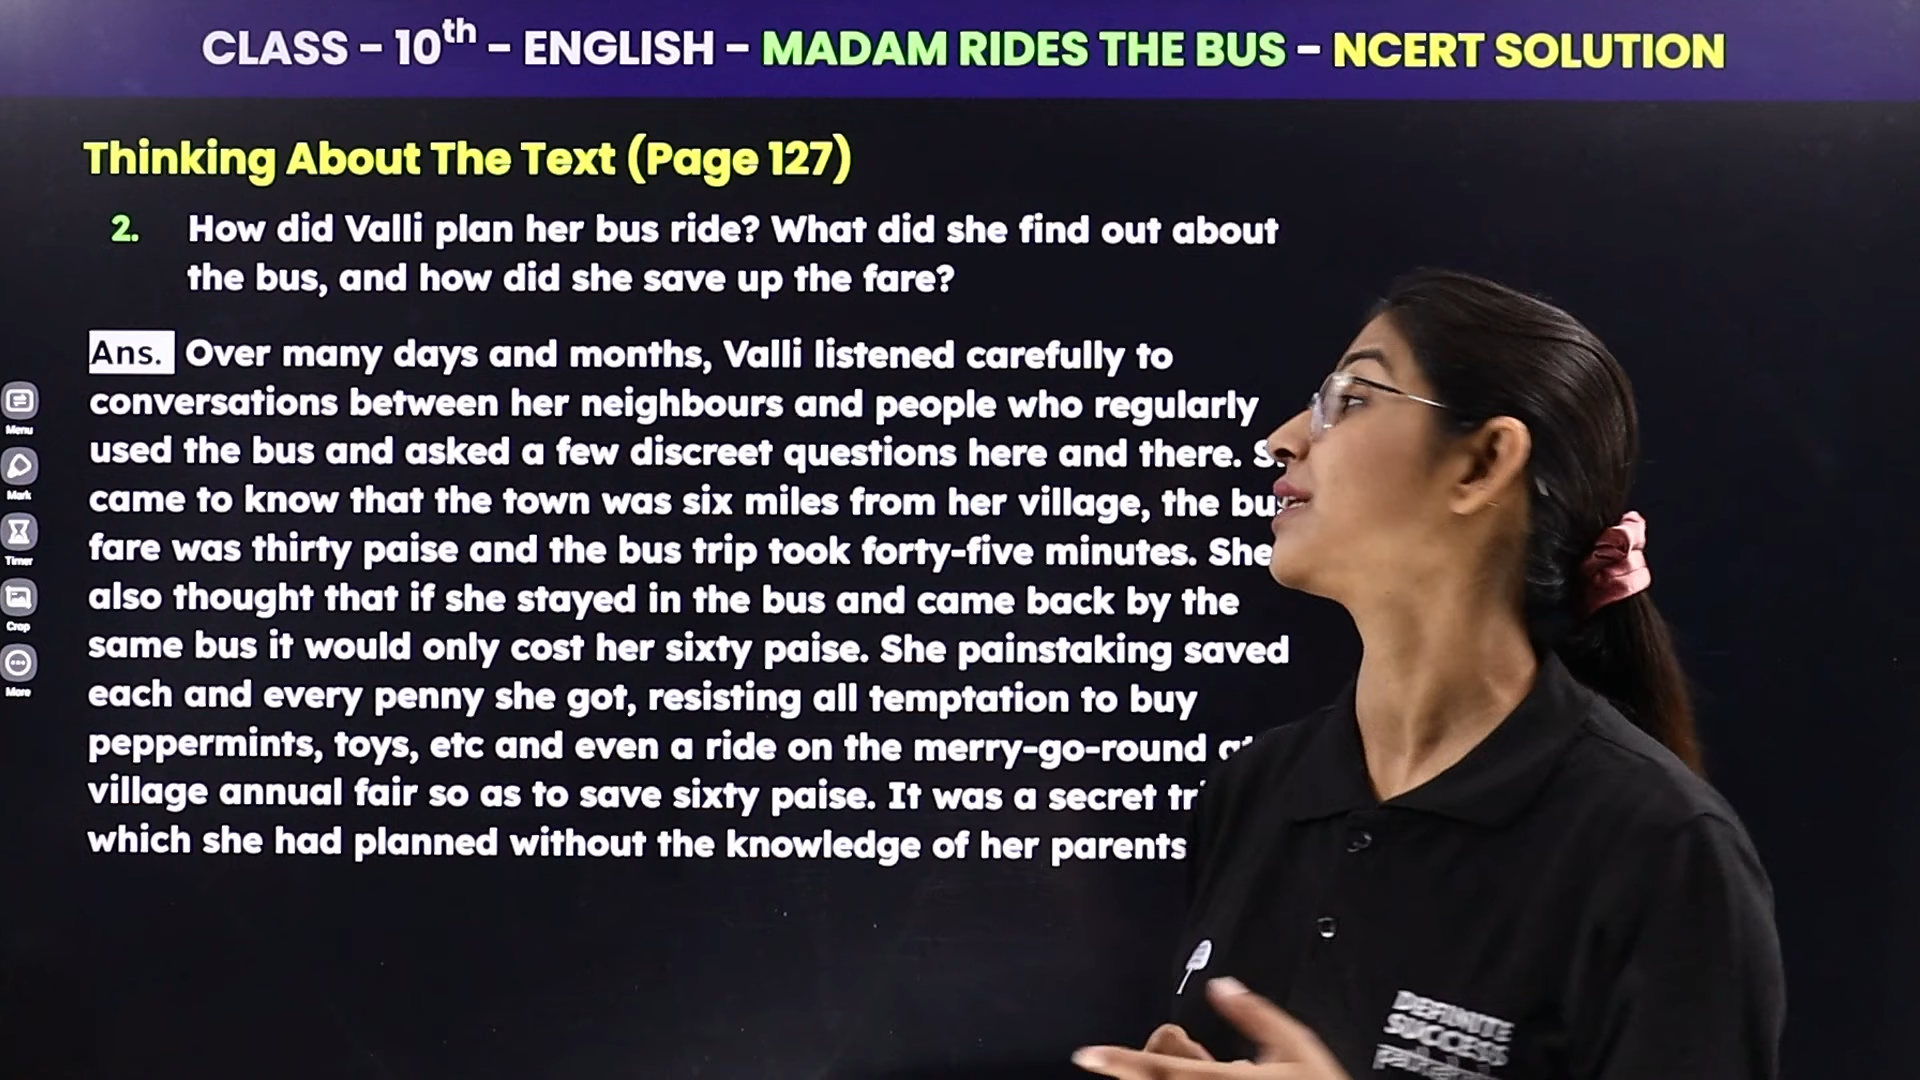 CLASS – 10th – ENGLISH – MADAM RIDES THE BUS – NCERT SOLUTION
Thinking About The Text (Page 127)
2. How did Valli plan her bus ride? What did she find out about
the bus, and how did she save up the fare?
Ans. Over many days and months, Valli listened carefully to
conversations between her neighbours and people who regularly
used the bus and asked a few discreet questions here and there.
came to know that the town was six miles from her village, the bus
fare was thirty paise and the bus trip took forty-five minutes. She
also thought that if she stayed in the bus and came back by the
same bus it would only cost her sixty paise. She painstaking saved
each and every penny she got, resisting all temptation to buy
peppermints, toys, etc and even a ride on the merry-go-round at
village annual fair so as to save sixty paise. It was a secret
which she had planned without the knowledge of her parents
Menu
Mark
Timer
Crop
More
DEFINITE
SUCCESS